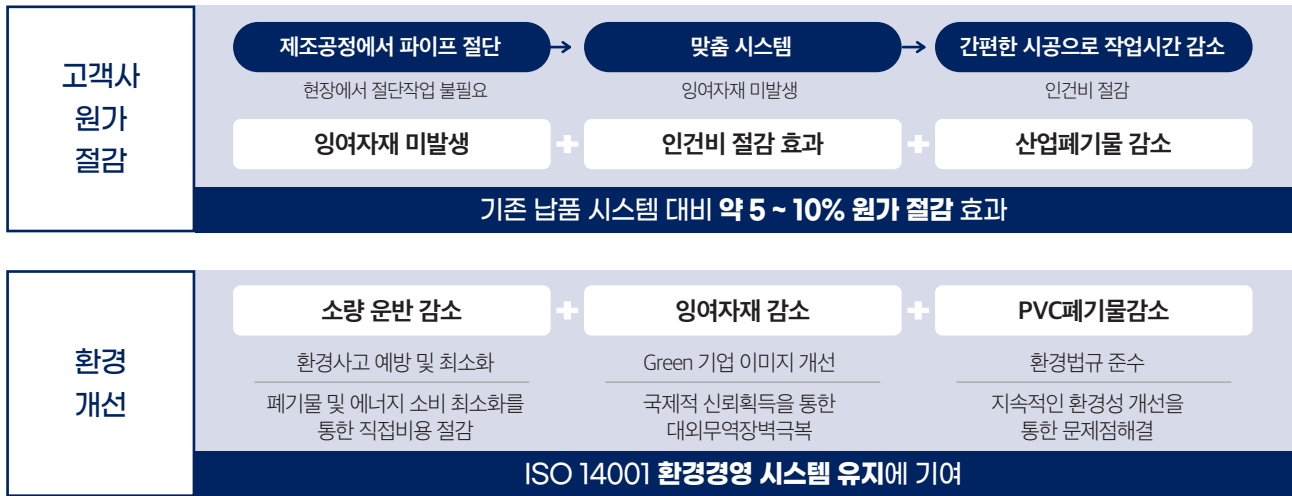 고객사
원가
절감
제조공정에서 파이프 절단 → 맞춤 시스템 → 간편한 시공으로 작업시간 감소
현장에서 절단작업 불필요 잉여자재 미발생 인건비 절감
잉여자재 미발생 + 인건비 절감 효과 + 산업폐기물 감소
기존 납품 시스템 대비 약 5 ~ 10% 원가 절감 효과
환경
개선
소량 운반 감소 + 잉여자재 감소 + PVC폐기물감소
환경사고 예방 및 최소화 Green 기업 이미지 개선 환경법규 준수
폐기물 및 에너지 소비 최소화를
통한 직접비용 절감
국제적 신뢰획득을 통한
대외무역장벽극복
지속적인 환경성 개선을
통한 문제점해결
ISO 14001 환경경영 시스템 유지에 기여